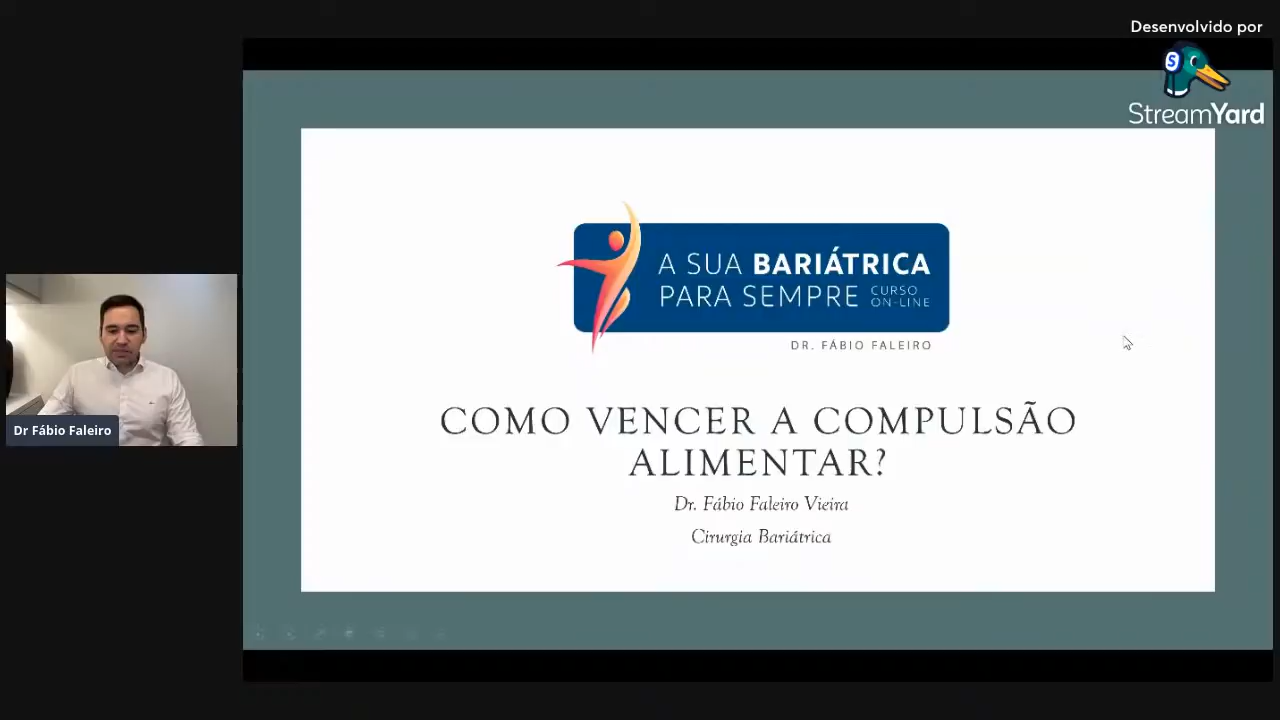 Desenvolvido por
S
StreamYard
A SUA BARIÁTRICA
PARA SEMPRE CURSO
ON-LINE
DR. FÁBIO FALEIRO
COMO VENCER A COMPULSÃO
ALIMENTAR?
Dr. Fábio Faleiro Vieira
Cirurgia Bariátrica
Dr Fábio Faleiro